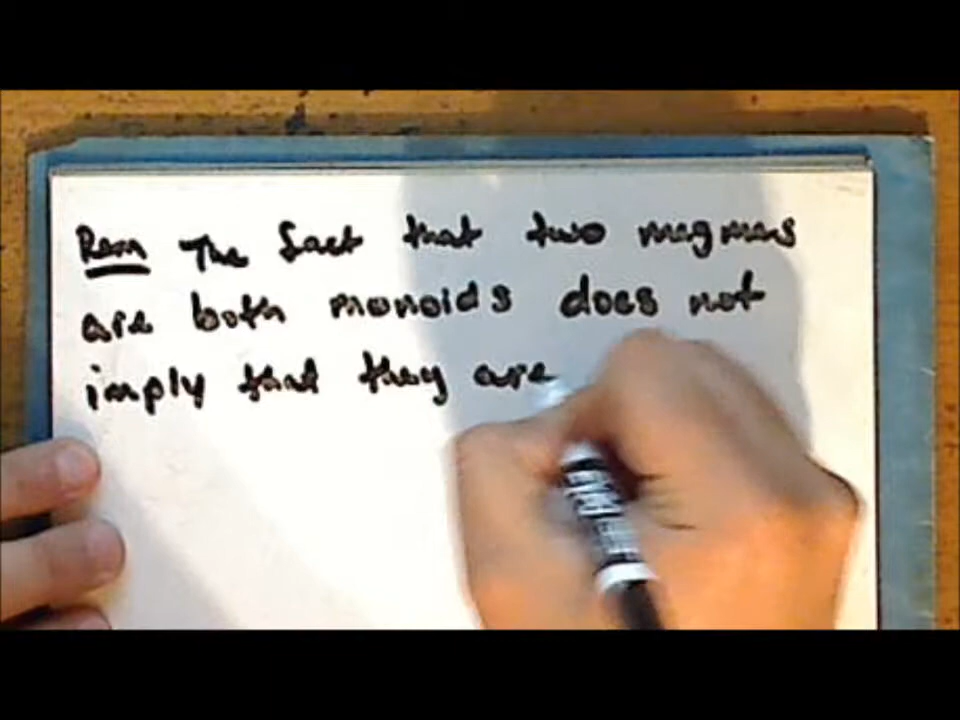 Rem The fact that two magmas
are both monoids does not
imply that they are